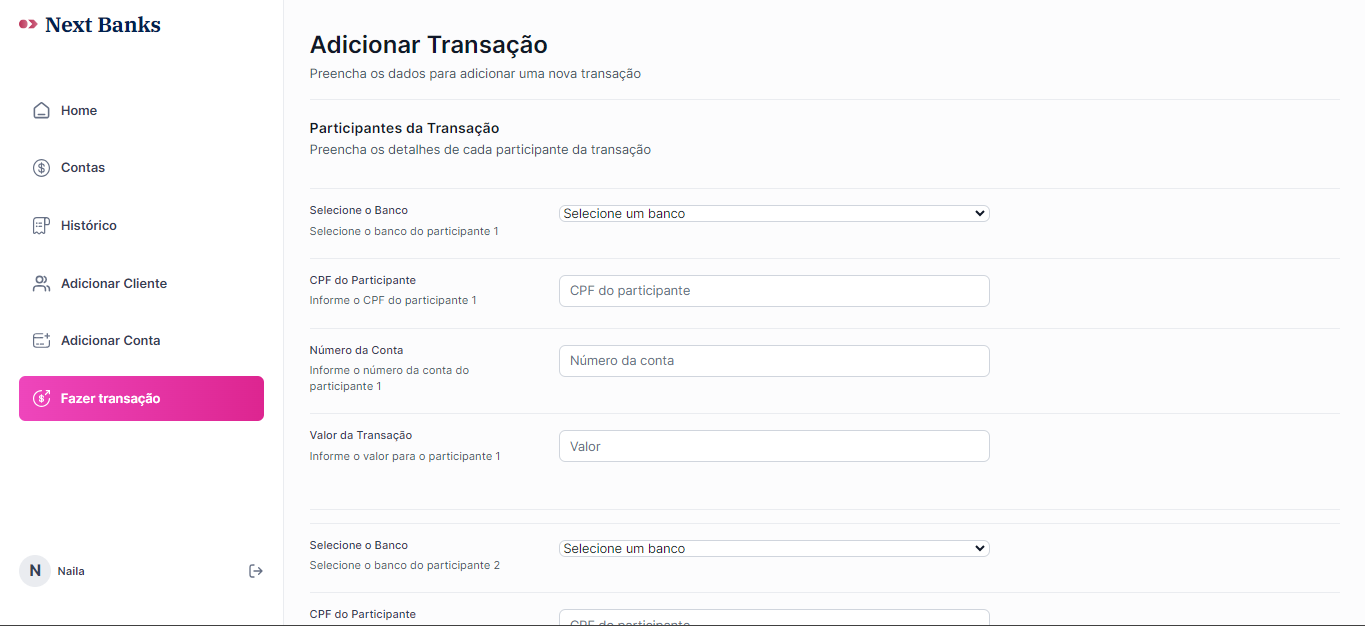 Next Banks
Home
Contas
Histórico
Adicionar Cliente
Adicionar Conta
Fazer transação
N
Naila
Adicionar Transação
Preencha os dados para adicionar uma nova transação
Participantes da Transação
Preencha os detalhes de cada participante da transação
Selecione o Banco
Selecione o banco do participante 1
Selecione um banco
CPF do Participante
Informe o CPF do participante 1
CPF do participante
Número da Conta
Informe o número da conta do
participante 1
Número da conta
Valor da Transação
Informe o valor para o participante 1
Valor
Selecione o Banco
Selecione o banco do participante 2
Selecione um banco
CPF do Participante
CPF do participante